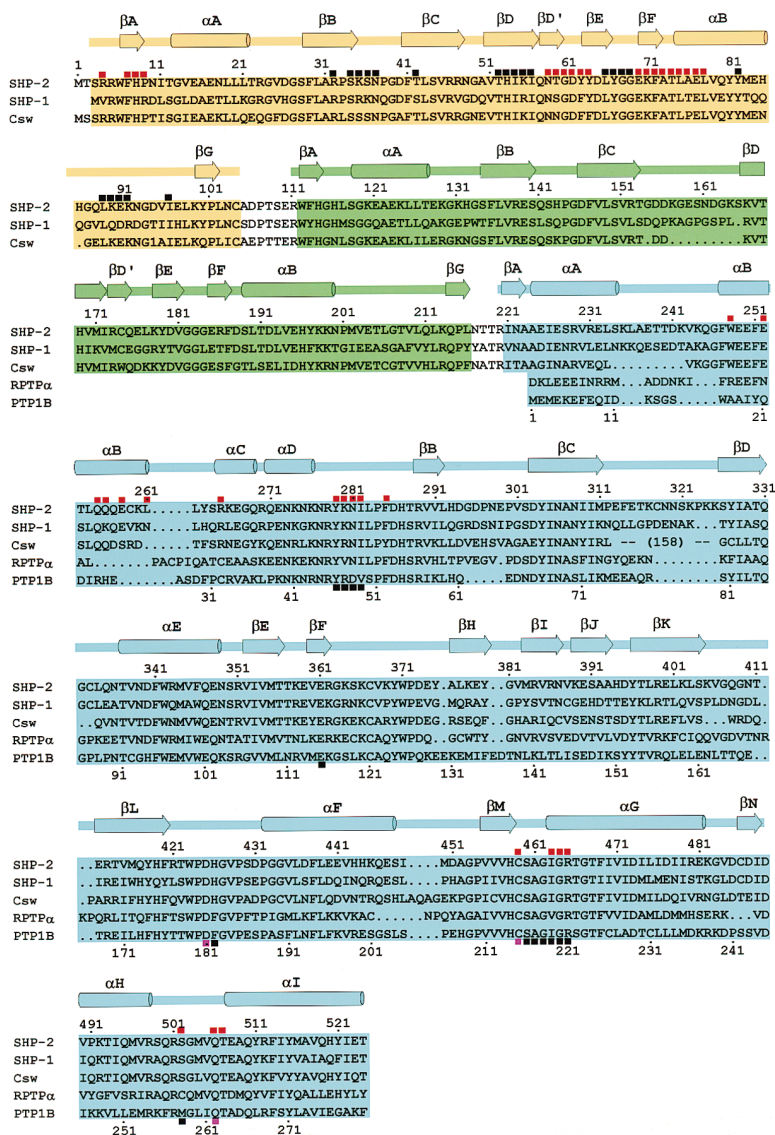 βA αA βB βC βD βD' βE βF αB
1 11 21 31 41 51 61 71 81
SHP-2 MTSRRWFHPNITGVEAENLLLTRGVDGSFLARPSKSNPGDFTLSVRRNGAVTHIKIQNTGDYYDLYGGEKFATLAELVQYYMEH
SHP-1 MVRWFHRDLSGLDAETLLKGRGVHGSFLARPSRKNQGDFSLSVRVGDQVTHIRIQNSGDFYDLYGGEKFATLTELVEYYTQQ
Csw MSSRRWFHPTISGIEAEKLLQEQGFDGSFLARLSSSNPGAFTLSVRRGNEVTHIRIQNNGDFFDLYGGEKFATLPELVQYYMEN
βG βA αA βB βC βD
91 101 111 121 131 141 151 161
SHP-2 HGQLKEKNGDVIELKYPLNCADPTSERWFHGHLSGKEAEKLLTEKGKHGSFLVRESQSHPGDFVLSVRTGDDKGESNDGKSKVT
SHP-1 QGVLQDRDGTIIHLKYPLNCSDPTSERWYHGHMSGGQAETLLQAKGEPWTFLVRESLSQPGDFVLSVLSDQPKAGPGSPL.RVT
Csw .GELKEKNG1AIELKQPLICAEPTTERWFHGNLSGKEAEKLILERGKNGSFLVRESQSKPGDFVLSVRT.DD.........KVT
βD' βE βF αB βG βA αA αB
171 181 191 201 211 221 231 241 251
SHP-2 HVMIRCQELKYDVGGGERFDSLTDLVEHYKKNPMVETLGTVLQLKQPLNTTRINAAEIESRVRELSKLAETTDKVKQGFWEEFE
SHP-1 HIKVMCEGGRYTVGGLETFDSLTDLVEHFKKTGIEEASGAFVYLRQPYYATRVNAADIENRVLELNKKQESEDTAKAGFWEEFE
Csw HVMIRWQDKKYDVGGGESFGTLSELIDHYKRNPMVETCGTVVHLRQPFNATRITAAGINARVEQL.......VKGGFWEEFE
RPTPα DKLEEEINRRM...ADDNKI...FREEFN
PTP1B MEMEKEFEQID...KSGS...WAAIYQ
1 11 21
αB αC αD βB βC βD
261 271 281 291 301 311 321 331
SHP-2 TLQQQECKL.....LYSRKEGQRQENKNKNRYKNILPFDHTRVVLHDGDPNEPVSDYINANIIMPEFETKCNNSKPKKSYIATQ
SHP-1 SLQKQEVKN.....LHQRLEGQRPENKGKNRYKNILPFDHSRVILQGRDSNIPGSDYINANYIKNQLLGPDENAK...TYIASQ
Csw SLQQDSRD......TFSRNEGYKQENRLKNRYRNILPYDHTRVKLLDVEHSVAGAEYINANYIRL -- (158) -- GCLLTQ
RPTPα AL......PACPIQATCEAASKEENKEKNRYVNILPYDHSRVHLTPVEGV.PDSDYINASFINGYQEKN.....KFIAAQ
PTP1B DIRHE.....ASDFPCRVAKLPKNKNRNRYRDVSPFDHSRIKLHQ......EDNDYINASLIKMEEAQR.....SYILTQ
31 41 51 61 71 81
αE βE βF βH βI βJ βK
341 351 361 371 381 391 401 411
SHP-2 GCLQNTVNDFWRMVFQENSRVIVMTTKEVERGKSKCVKYWPDEY.ALKEY..GVMRVRNVKESAAHDYTLRELKLSKVGQGNT.
SHP-1 GCLEATVNDFWQMAWQENTRVIVMTTREVEKGRNKCVPYWPEVG.MQRAY..GPYSVTNCGEHDTTEYKLRTLQVSPLDNGDL.
Csw .QVNTVTDFWNMVWQENTRVIVMTTKEYERGKEKCARYWPDEG.RSEQF..GHARIQCVSENSTSDYTLREFLVS...WRDQ.
RPTPα GPKEETVNDFWRMIWEQNTATIVMVTNLKERKECKCAQYWPDQ...GCWTY..GNVRVSVEDVTVLVDYTVRKFCIQQVGDVTNR
PTP1B GPLPNTCGHFWEMVWEQKSRGVVMLNRVMEKGSLKCAQYWPQKEEKEMIFEDTNLKLTLISEDIKSYYTVRQLELENLTTQE..
91 101 111 121 131 141 151 161
βL αF βM αG βN
421 431 441 451 461 471 481
SHP-2 .ERTVMQYHFRTWPDHGVPSDPGGVLDFLEEVHHKQESI....MDAGPVVVHCSAGIGRTGTFIVIDILIDIIREKGVDCDID
SHP-1 .IREIWHYQYLSWPDHGVPSEPGGVLSFLDQINQRQESL....PHAGPIIVHCSAGIGRTGTIIVIDMLMENISTKGLDCDID
Csw .PARRIFHYHFQVWPDHGVPADPGCVLNFLQDVNTRQSHLAQAGEKPGPICVHCSAGIGRTGTFIVIDMILDQIVRNGLDTEID
RPTPα KPQRLITQFHFTSWPDFGVPFTPIGMLKFLKKVKAC....NPQYAGAIVVHCSAGVGRTGTFVVIDAMLDMMHSERK...VD
PTP1B ..TREILHFHYTTWPDFGVPESPASFLNFLFKVRESGSLS....PEHGPVVVHCSAGIGRSGTFCLADTCLLLMDKRKDPSSVD
171 181 191 201 211 221 231 241
αH αI
491 501 511 521
SHP-2 VPKTIQMVRSQRSGMVQTEAQYRFIYMAVQHYIET
SHP-1 IQKTIQMVRAQRSGMVQTEAQYKFIYVAIAQFIET
Csw IQRTIQMVRSQRSGLVQTEAQYKFVYYAVQHYIQT
RPTPα VYGFVSRIRAQRCQMVQTDMQYVFIYQALLEHYLY
PTP1B IKKVLLEMRKFRMGLIQTADQLRFSYLAVIEGAKF
251 261 271